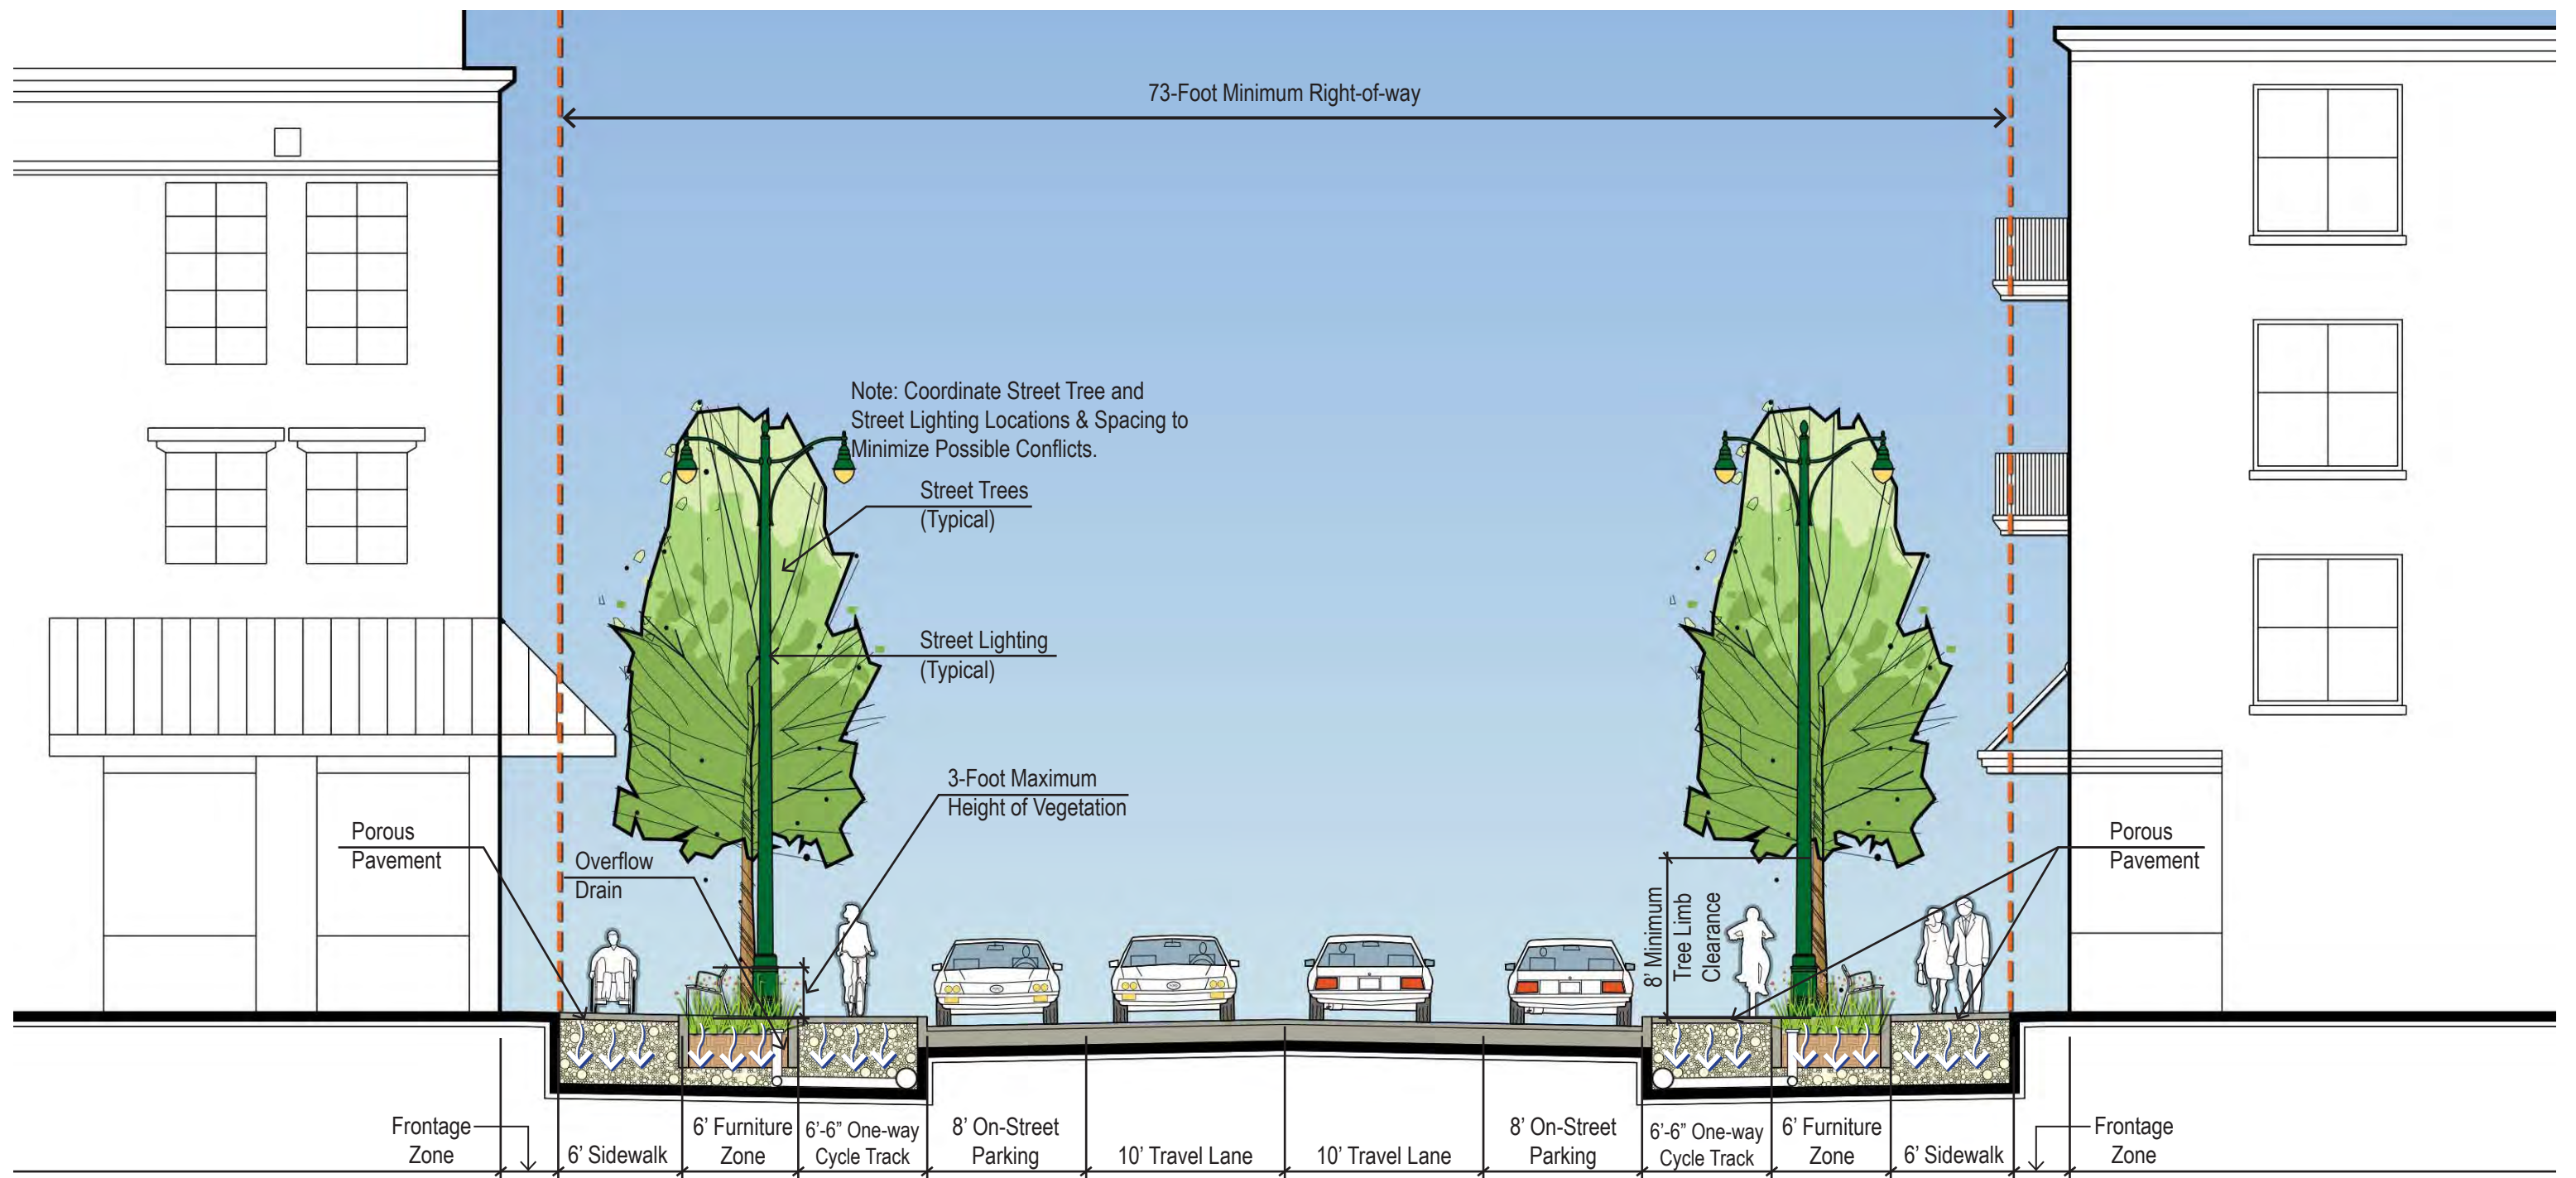 73-Foot Minimum Right-of-way
Note: Coordinate Street Tree and
Street Lighting Locations & Spacing to
Minimize Possible Conflicts.
Street Trees
(Typical)
Street Lighting
(Typical)
3-Foot Maximum
Height of Vegetation
Porous
Pavement
Overflow
Drain
8’ Minimum
Tree Limb
Clearance
Porous
Pavement
Frontage
Zone
6’ Sidewalk
6’ Furniture
Zone
6’-6” One-way
Cycle Track
8’ On-Street
Parking
10’ Travel Lane
10’ Travel Lane
8’ On-Street
Parking
6’-6” One-way
Cycle Track
6’ Furniture
Zone
6’ Sidewalk
Frontage
Zone